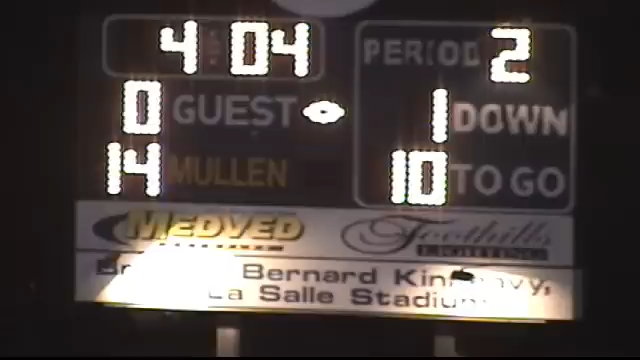 4:04 PERIOD 2
0 GUEST 1 DOWN
14 MULLEN 10 TO GO
MEDVED Foothills
Bernard
La Salle Stadium